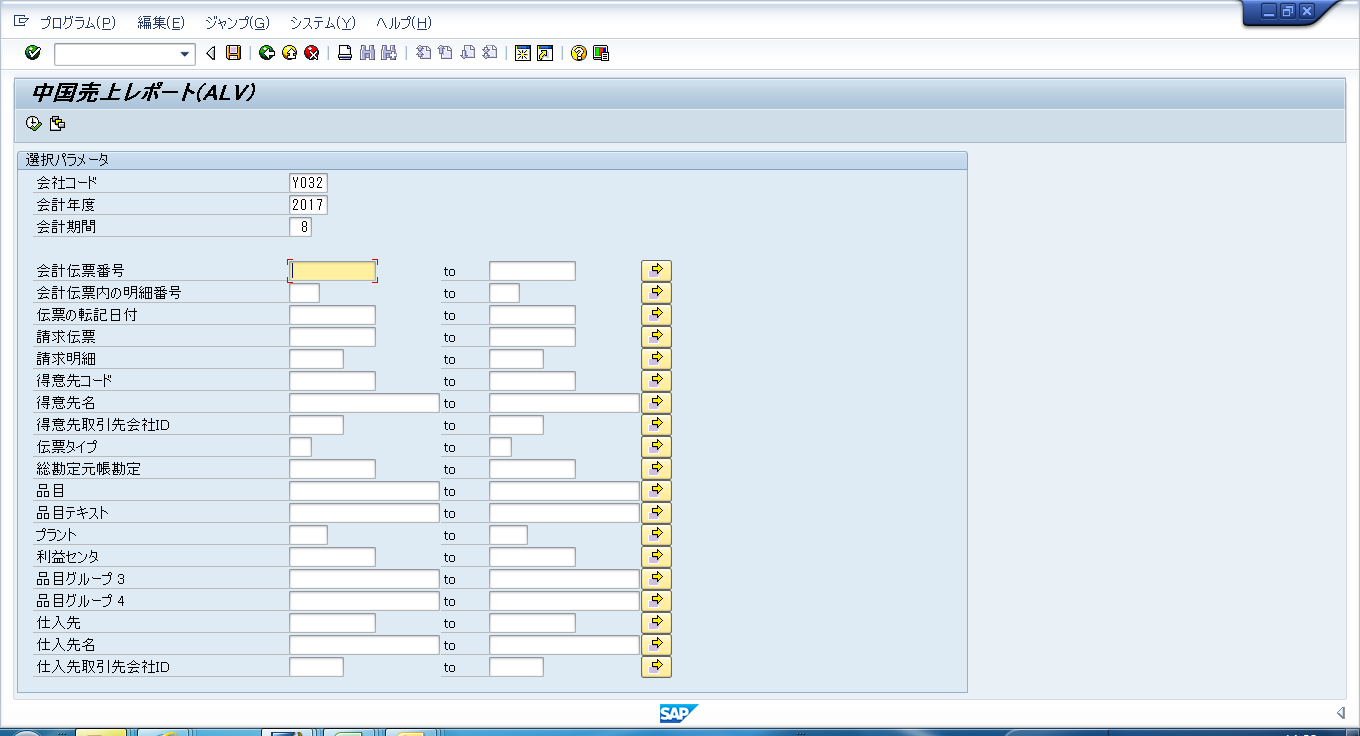 プログラム(P) 編集(E) ジャンプ(G) システム(Y) ヘルプ(H)
中国売上レポート(ALV)
選択パラメータ
会社コード Y032
会計年度 2017
会計期間 8
会計伝票番号 to
会計伝票内の明細番号 to
伝票の転記日付 to
請求伝票 to
請求明細 to
得意先コード to
得意先名 to
得意先取引先会社ID to
伝票タイプ to
総勘定元帳勘定 to
品目 to
品目テキスト to
プラント to
利益センタ to
品目グループ 3 to
品目グループ 4 to
仕入先 to
仕入先名 to
仕入先取引先会社ID to
SAP